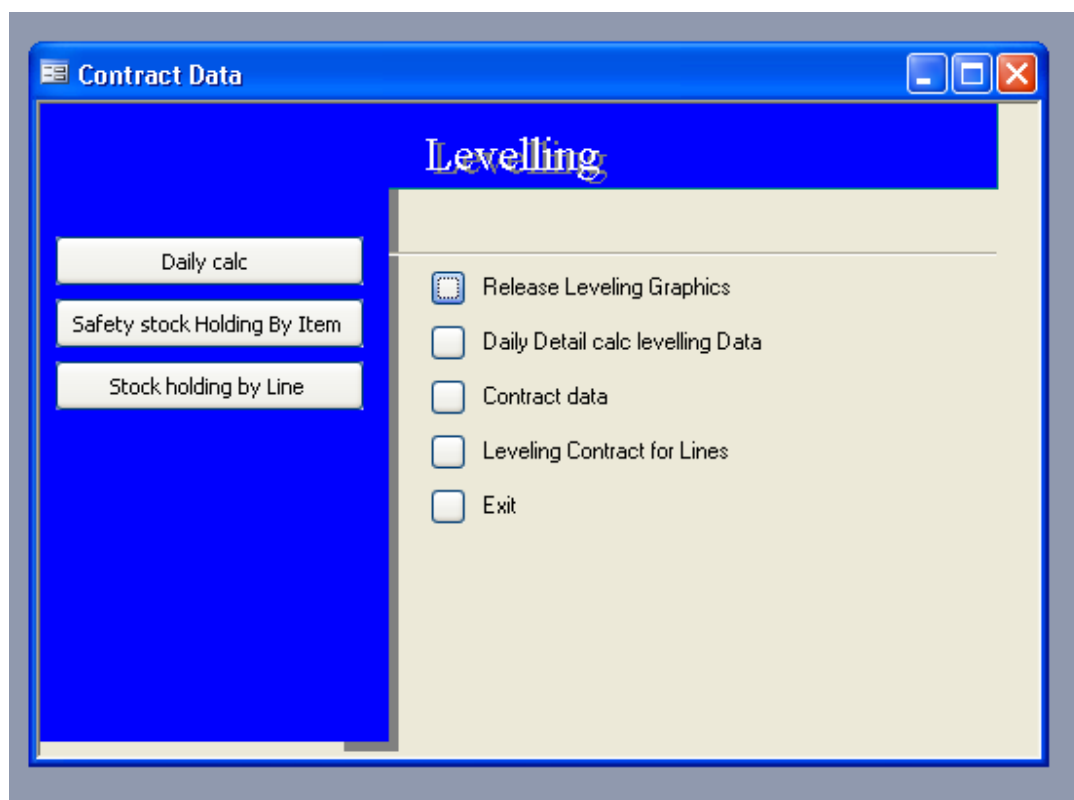 Contract Data
Levelling
Daily calc
Safety stock Holding By Item
Stock holding by Line
Release Leveling Graphics
Daily Detail calc levelling Data
Contract data
Leveling Contract for Lines
Exit